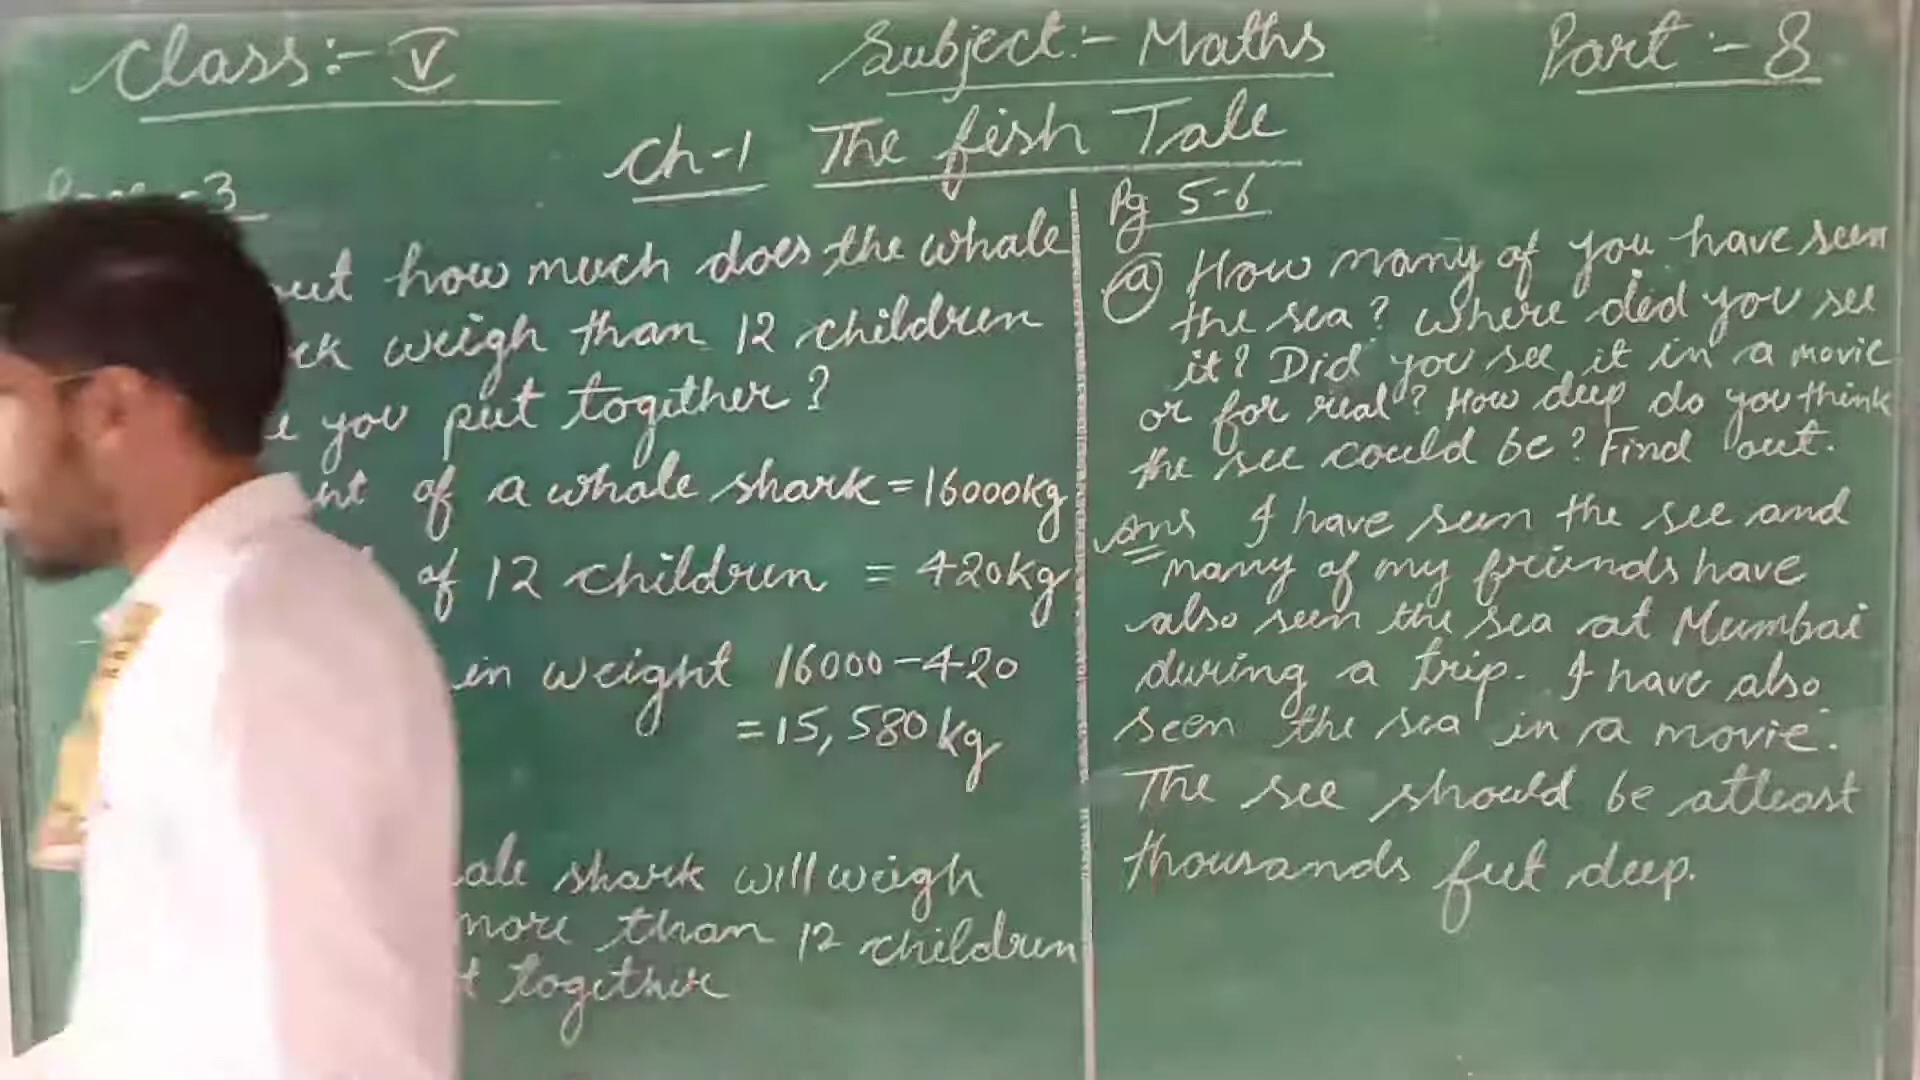 Class:- V
Subject:- Maths
Part:- 8
Ch-1 The fish Tale
-3
how much does the whale
weigh than 12 children
you put together?
of a whale shark = 16000kg
of 12 children = 420kg
in weight 16000-420
= 15,580kg
shark will weigh
more than 12 children
together
Pg 5-6
(a) How many of you have seen
the sea? Where did you see
it? Did you see it in a movie
or for real? How deep do you think
the see could be? Find out.
Ans I have seen the see and
many of my friends have
also seen the sea at Mumbai
during a trip. I have also
seen the sea in a movie.
The see should be atleast
thousands feet deep.